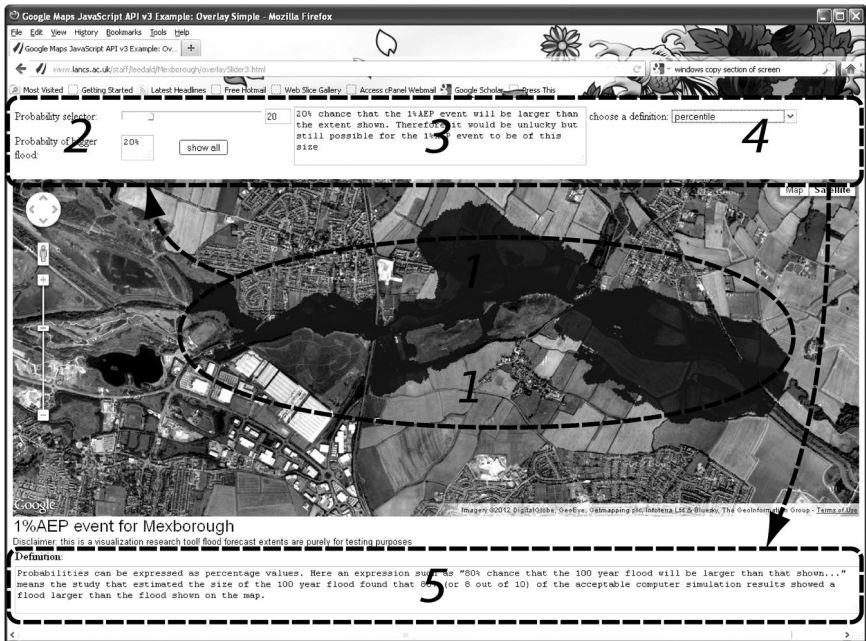 Google Maps JavaScript API v3 Example: Overlay Simple - Mozilla Firefox
File Edit View History Bookmarks Tools Help
Google Maps JavaScript API v3 Example: Ov...
www.lancs.ac.uk/staff/leedald/Mexborough/overlay/Slider3.html
windows copy section of screen
Most Visited Getting Started Latest Headlines Free Hotmail Web Slice Gallery Access cPanel Webmail Google Scholar Press This
Probability selector:
20
2
Probabilty of bigger
flood:
20%
show all
20% chance that the 1%AEP event will be larger than
the extent shown. Therefore it would be unlucky but
still possible for the 1%AEP event to be of this
size
3
choose a definition: percentile
4
Map Satellite
1
1
Google
Imagery ©2012 DigitalGlobe, GeoEye, Getmapping plc, Infoterra Ltd & Bluesky, The GeoInformation Group - Terms of Use
1%AEP event for Mexborough
Disclaimer: this is a visualization research tool! flood forecast extents are purely for testing purposes
Definition:
Probabilities can be expressed as percentage values. Here an expression such as "80% chance that the 100 year flood will be larger than that shown..."
means the study that estimated the size of the 100 year flood found that 80% (or 8 out of 10) of the acceptable computer simulation results showed a
flood larger than the flood shown on the map.
5